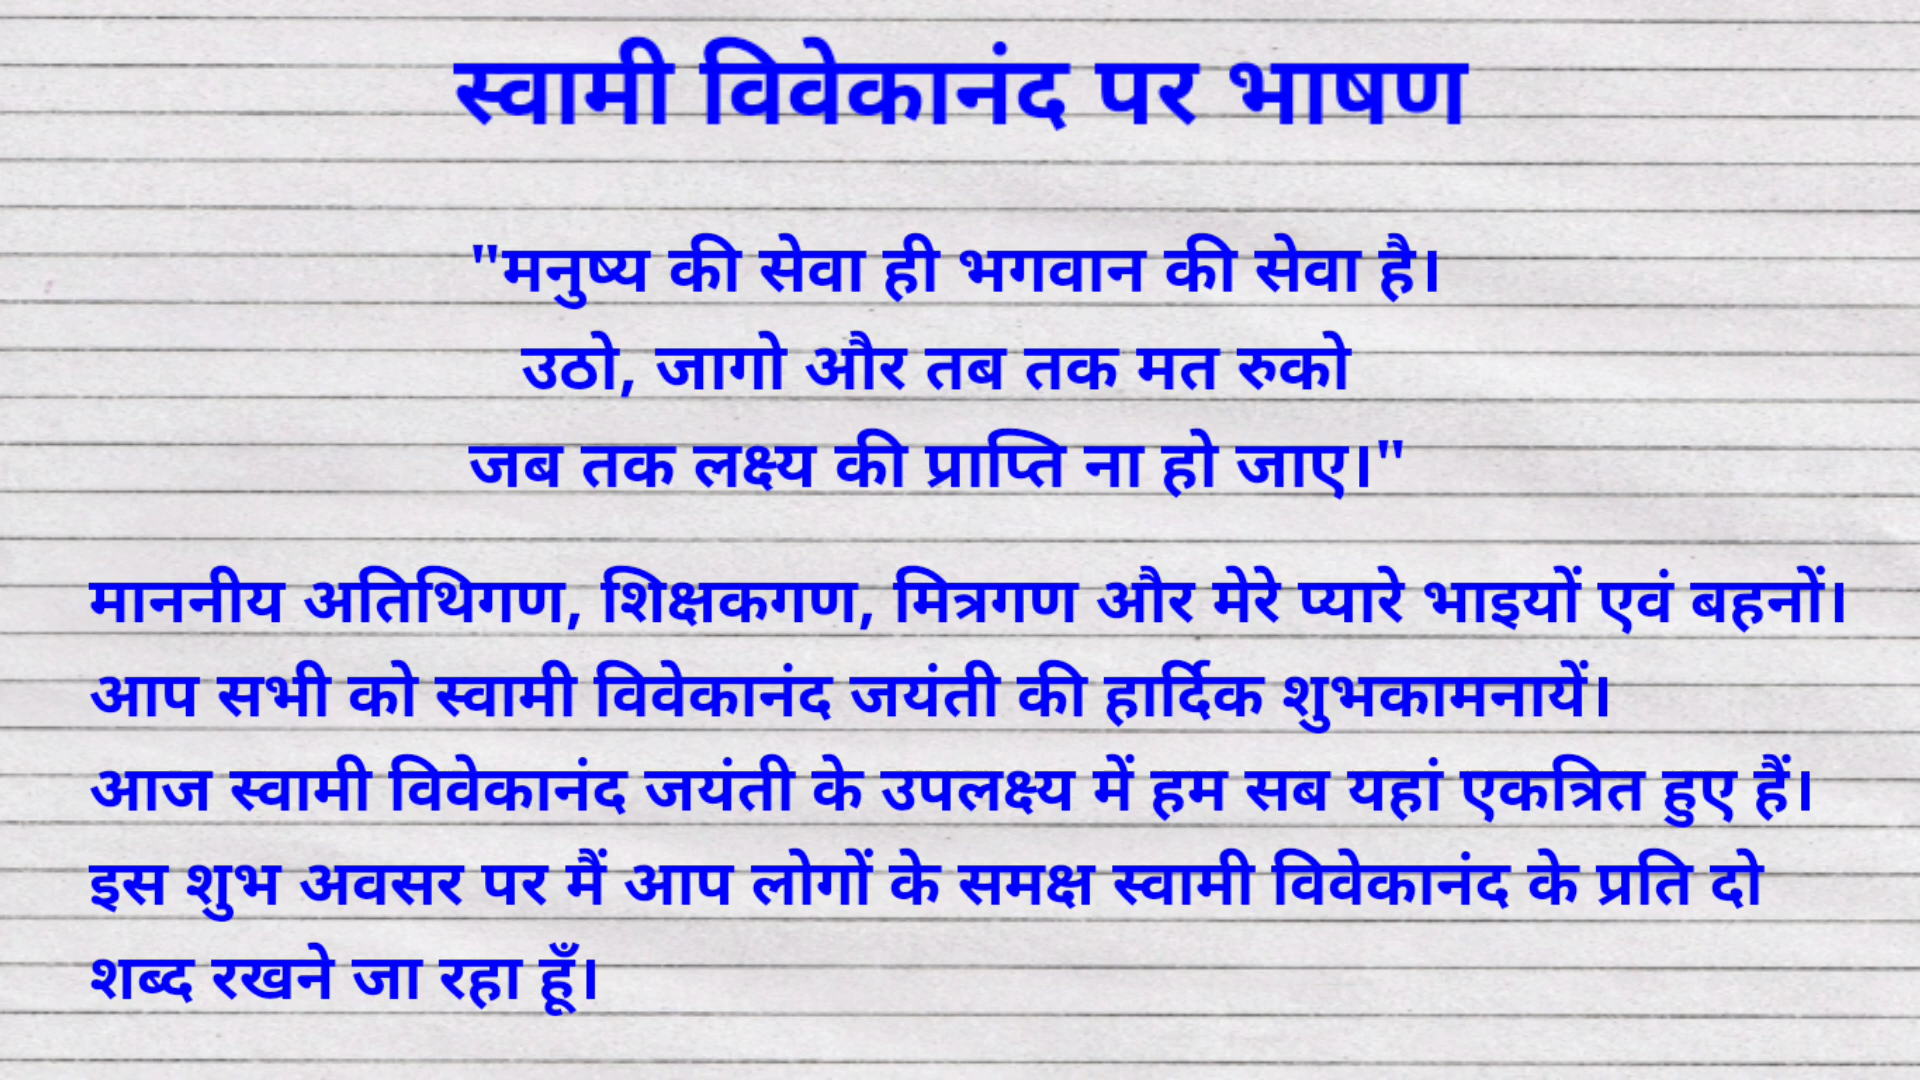 स्वामी विवेकानंद पर भाषण
"मनुष्य की सेवा ही भगवान की सेवा है।
उठो, जागो और तब तक मत रुको
जब तक लक्ष्य की प्राप्ति ना हो जाए।"
माननीय अतिथिगण, शिक्षकगण, मित्रगण और मेरे प्यारे भाइयों एवं बहनों।
आप सभी को स्वामी विवेकानंद जयंती की हार्दिक शुभकामनायें।
आज स्वामी विवेकानंद जयंती के उपलक्ष्य में हम सब यहां एकत्रित हुए हैं।
इस शुभ अवसर पर मैं आप लोगों के समक्ष स्वामी विवेकानंद के प्रति दो
शब्द रखने जा रहा हूँ।